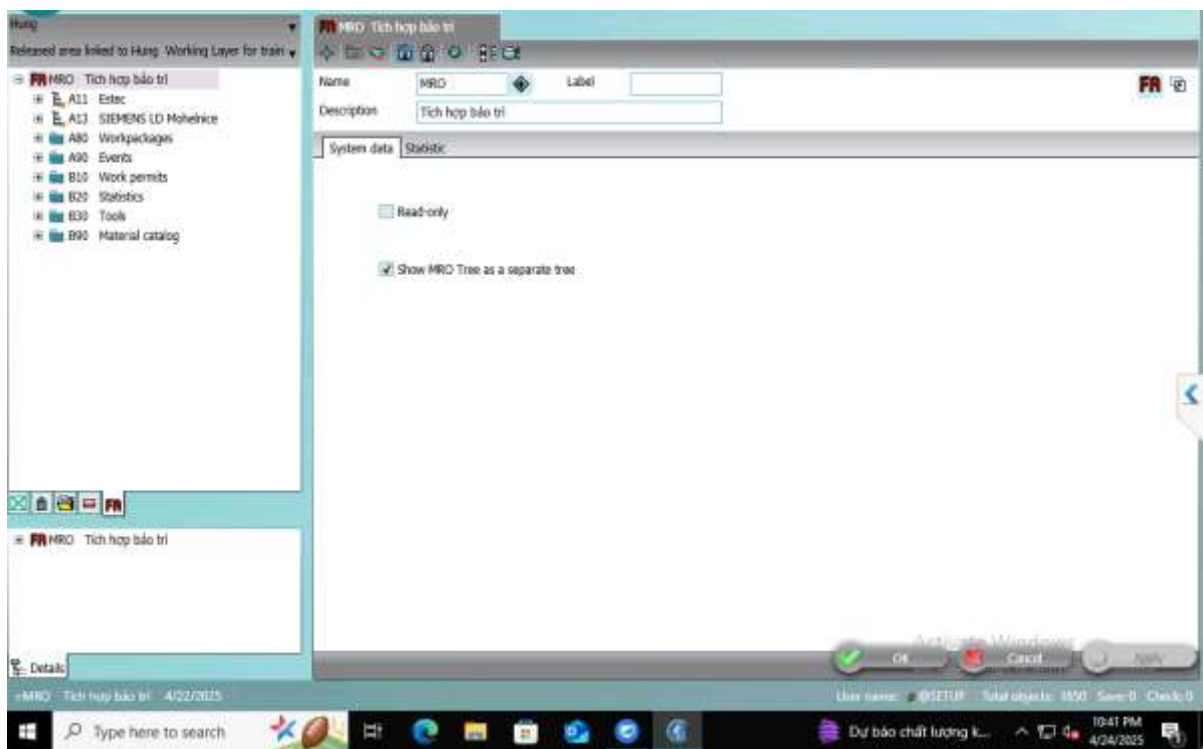 Hung
Released area linked to Hung Working Layer for train
MRO Tích hợp bảo trì
A11 Estec
A13 SIEMENS LD Mohelnice
A80 Workpackages
A90 Events
B10 Work permits
B20 Statistics
B30 Tools
B90 Material catalog
MRO Tích hợp bảo trì
Details
MRO Tích hợp bảo trì
Name MRO Label
Description Tích hợp bảo trì
FA
System data Statistic
Read-only
Show MRO Tree as a separate tree
Activate Windows
OK Cancel Apply
=MRO Tích hợp bảo trì 4/22/2025
User name: @SETUP Total objects: 1850 Save: 0 Check: 0
Type here to search
Dự báo chất lượng k...
10:41 PM
4/24/2025